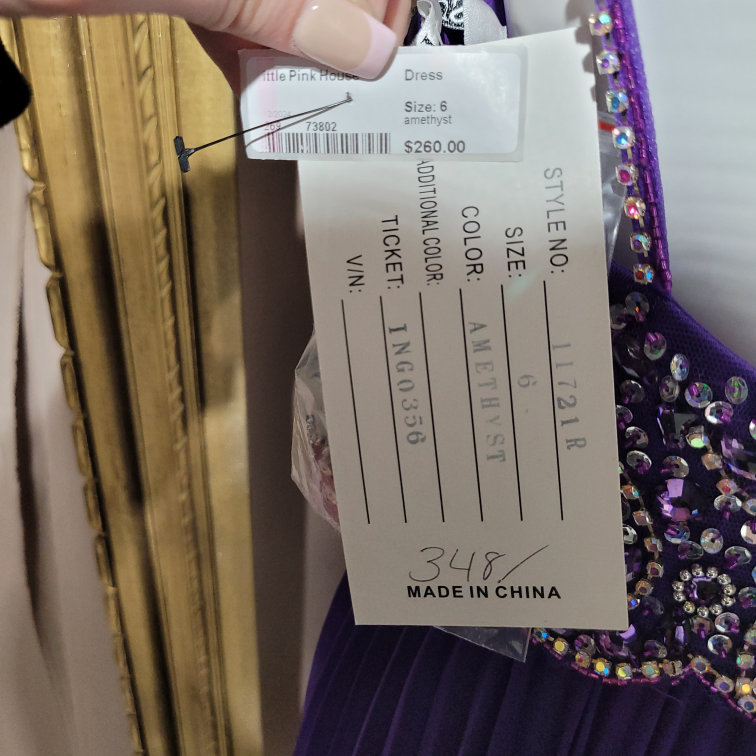 ittle Pink House
Dress
Size: 6
amethyst
73802
$260.00
STYLE NO: 11721R
SIZE: 6
COLOR: AMETHYST
ADDITIONAL COLOR:
TICKET: ING0356
V/N:
348/
MADE IN CHINA